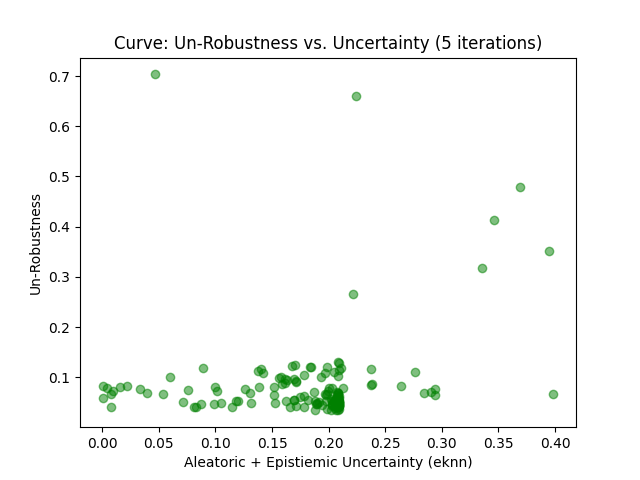 Curve: Un-Robustness vs. Uncertainty (5 iterations)
0.7
0.6
0.5
0.4
0.3
0.2
0.1
Un-Robustness
0.00 0.05 0.10 0.15 0.20 0.25 0.30 0.35 0.40
Aleatoric + Epistiemic Uncertainty (eknn)